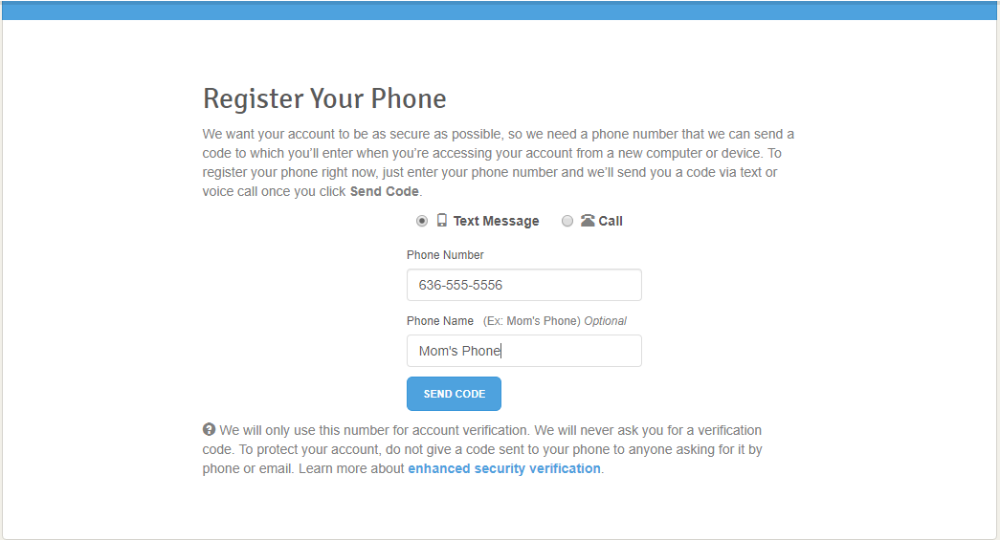 Register Your Phone
We want your account to be as secure as possible, so we need a phone number that we can send a
code to which you'll enter when you're accessing your account from a new computer or device. To
register your phone right now, just enter your phone number and we'll send you a code via text or
voice call once you click Send Code.
Text Message Call
Phone Number
636-555-5556
Phone Name (Ex: Mom's Phone) Optional
Mom's Phone
SEND CODE
We will only use this number for account verification. We will never ask you for a verification
code. To protect your account, do not give a code sent to your phone to anyone asking for it by
phone or email. Learn more about enhanced security verification.